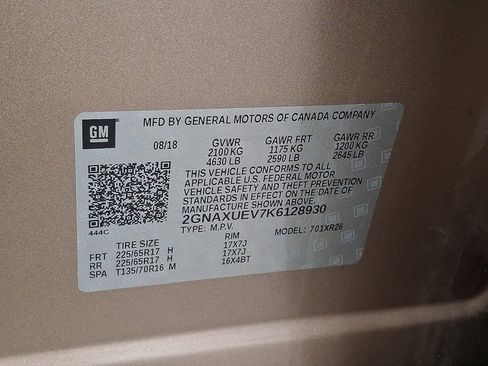 GM
MFD BY GENERAL MOTORS OF CANADA COMPANY
08/18 GVWR GAWR FRT GAWR RR
2100 KG 1175 KG 1200 KG
4630 LB 2590 LB 2645 LB
THIS VEHICLE CONFORMS TO ALL
APPLICABLE U.S. FEDERAL MOTOR
VEHICLE SAFETY AND THEFT PREVENTION
STANDARDS IN EFFECT ON THE DATE OF
MANUFACTURE SHOWN ABOVE.
2GNAXUEV7K6128930
444C TYPE: M.P.V. MODEL: 701XR26
TIRE SIZE RIM
FRT 225/65R17 H 17X7J
RR 225/65R17 H 17X7J
SPA T135/70R16 M 16X4BT